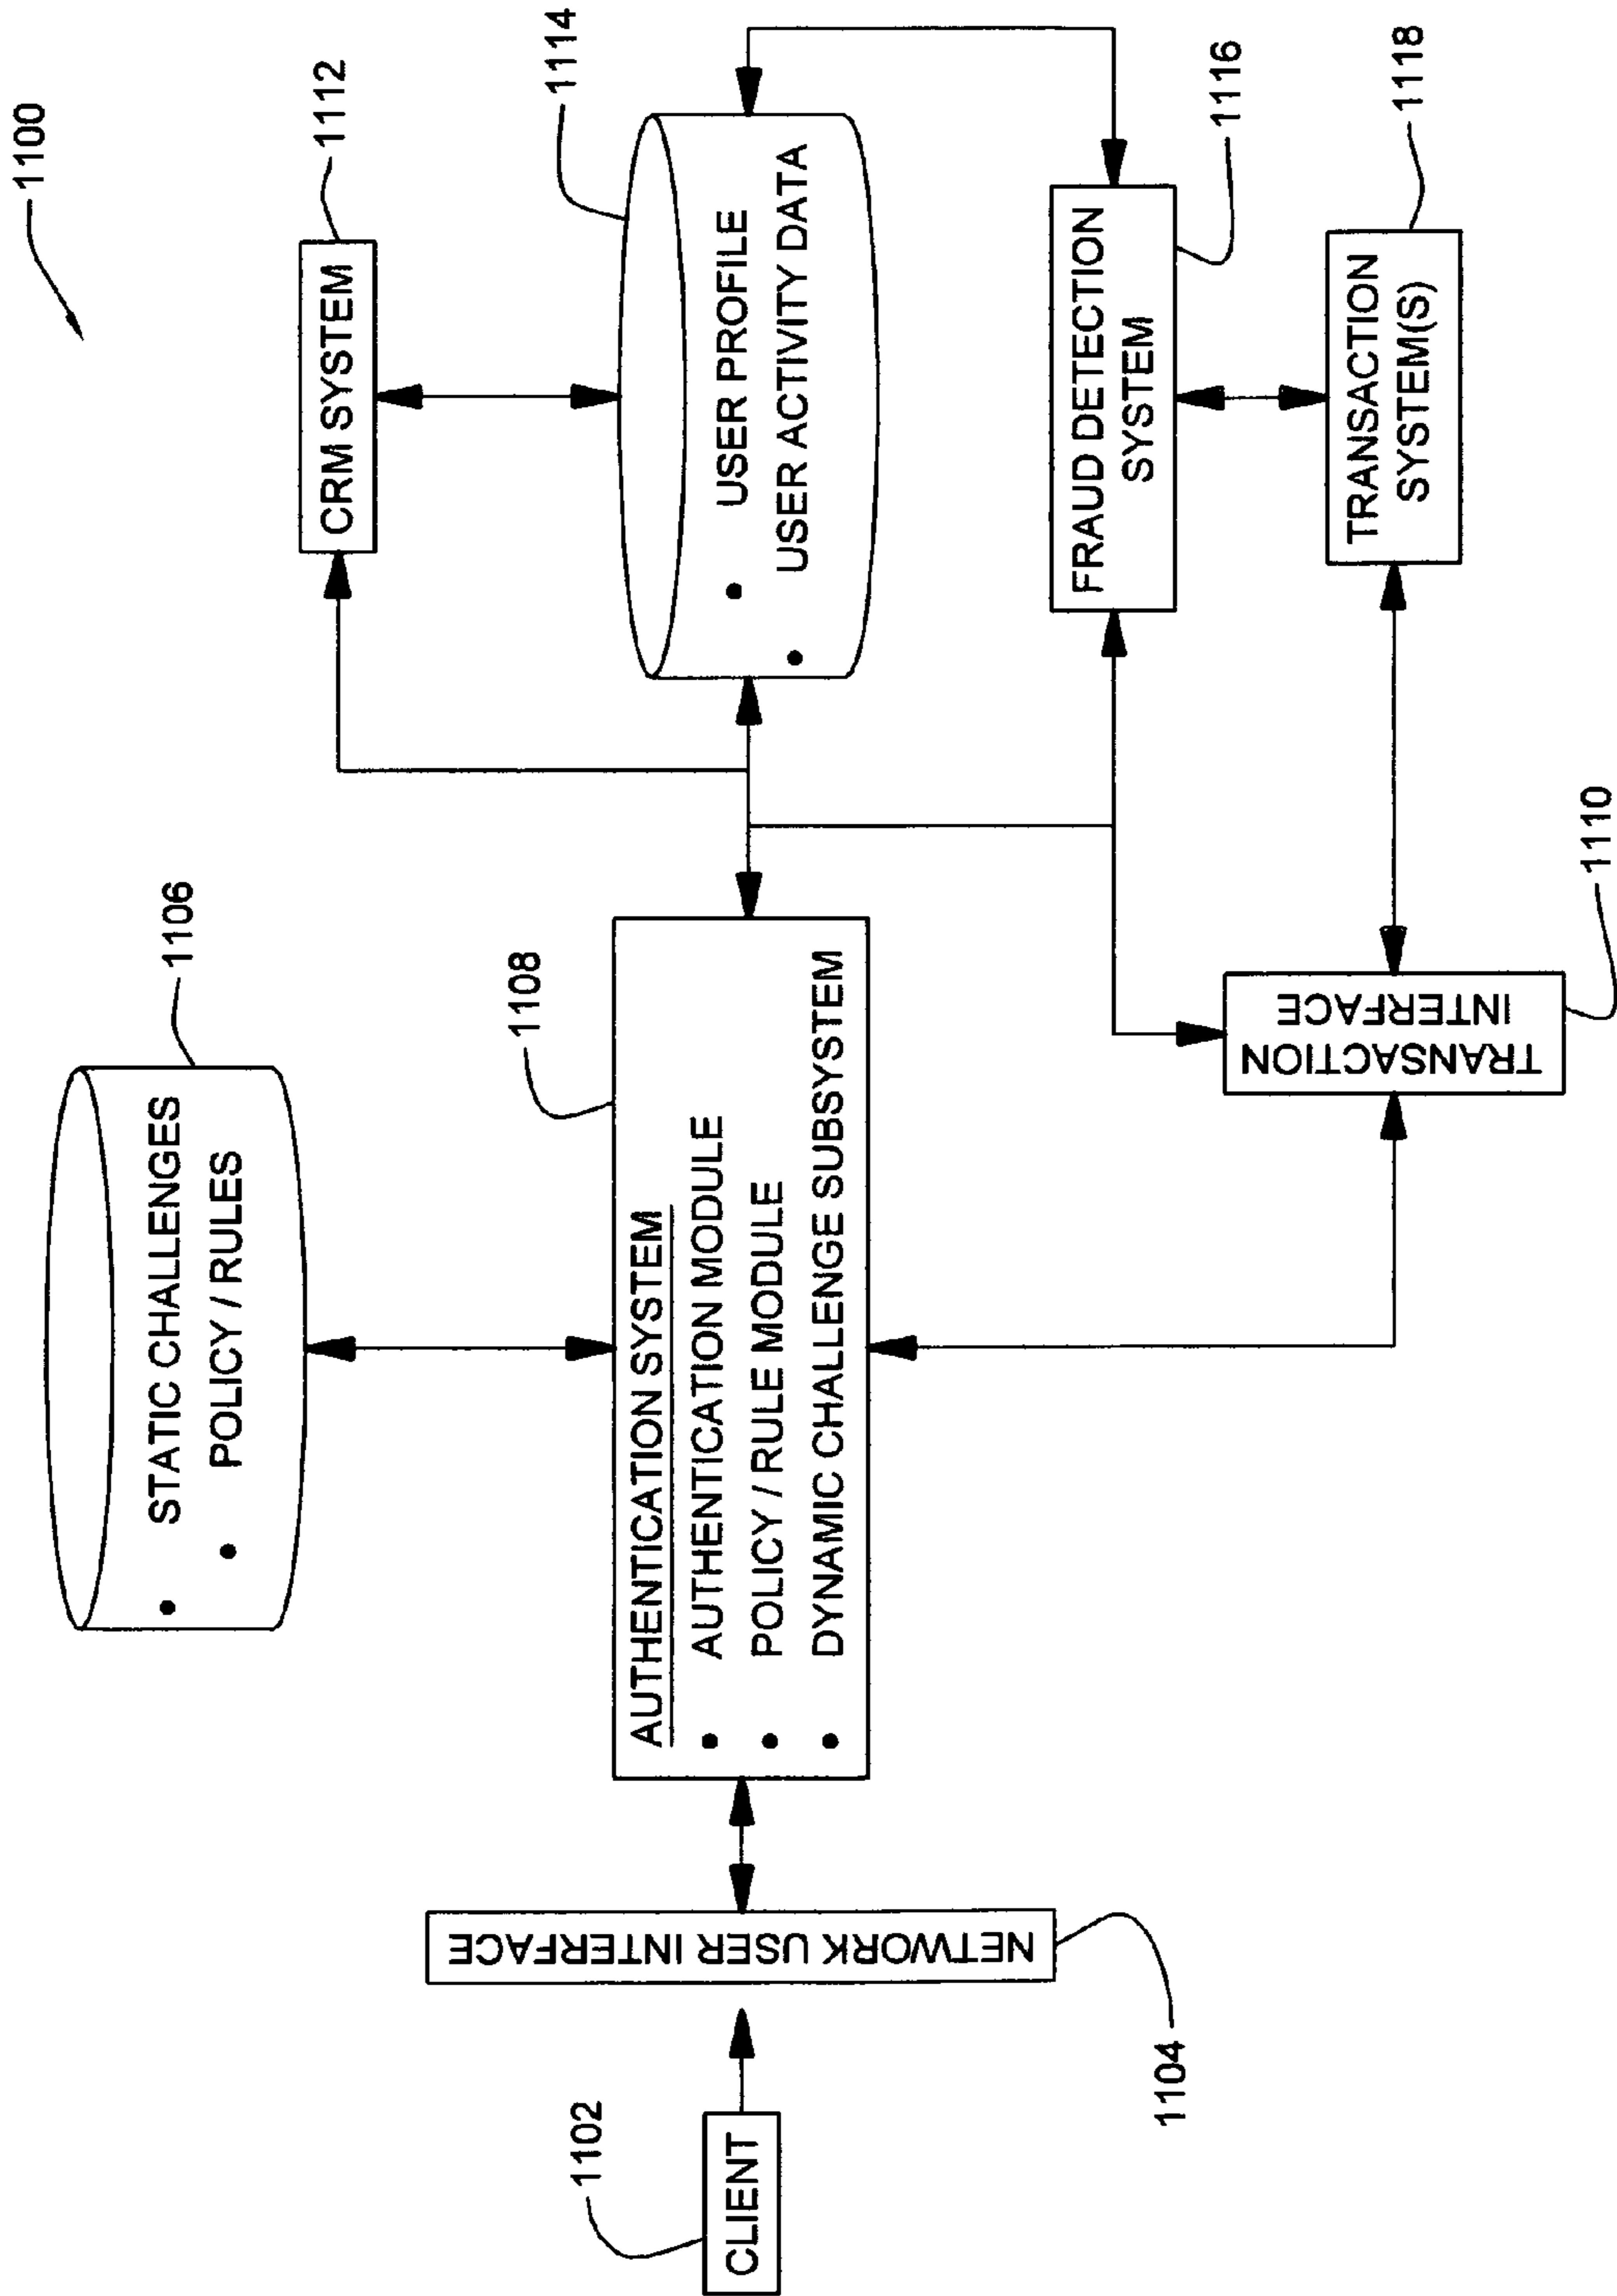 1100
1106
• STATIC CHALLENGES
• POLICY / RULES
1112
CRM SYSTEM
1102
CLIENT
NETWORK USER INTERFACE
1104
1108
AUTHENTICATION SYSTEM
• AUTHENTICATION MODULE
• POLICY / RULE MODULE
• DYNAMIC CHALLENGE SUBSYSTEM
1114
• USER PROFILE
• USER ACTIVITY DATA
FRAUD DETECTION
SYSTEM
1116
TRANSACTION
INTERFACE
1110
TRANSACTION
SYSTEM(S)
1118